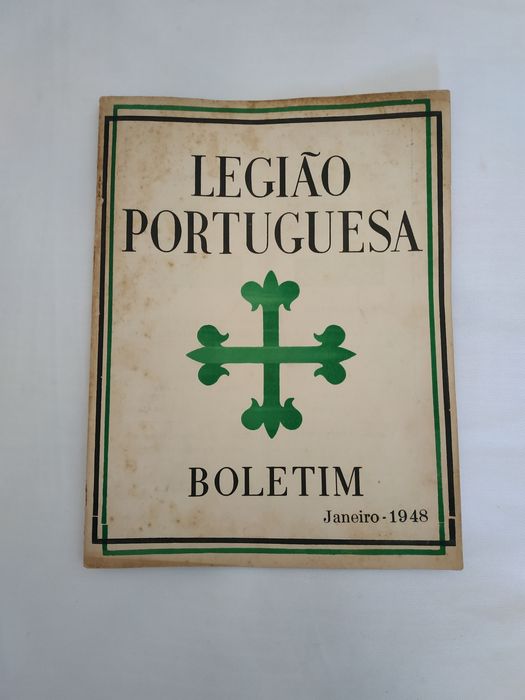 LEGIÃO
PORTUGUESA
BOLETIM
Janeiro - 1948